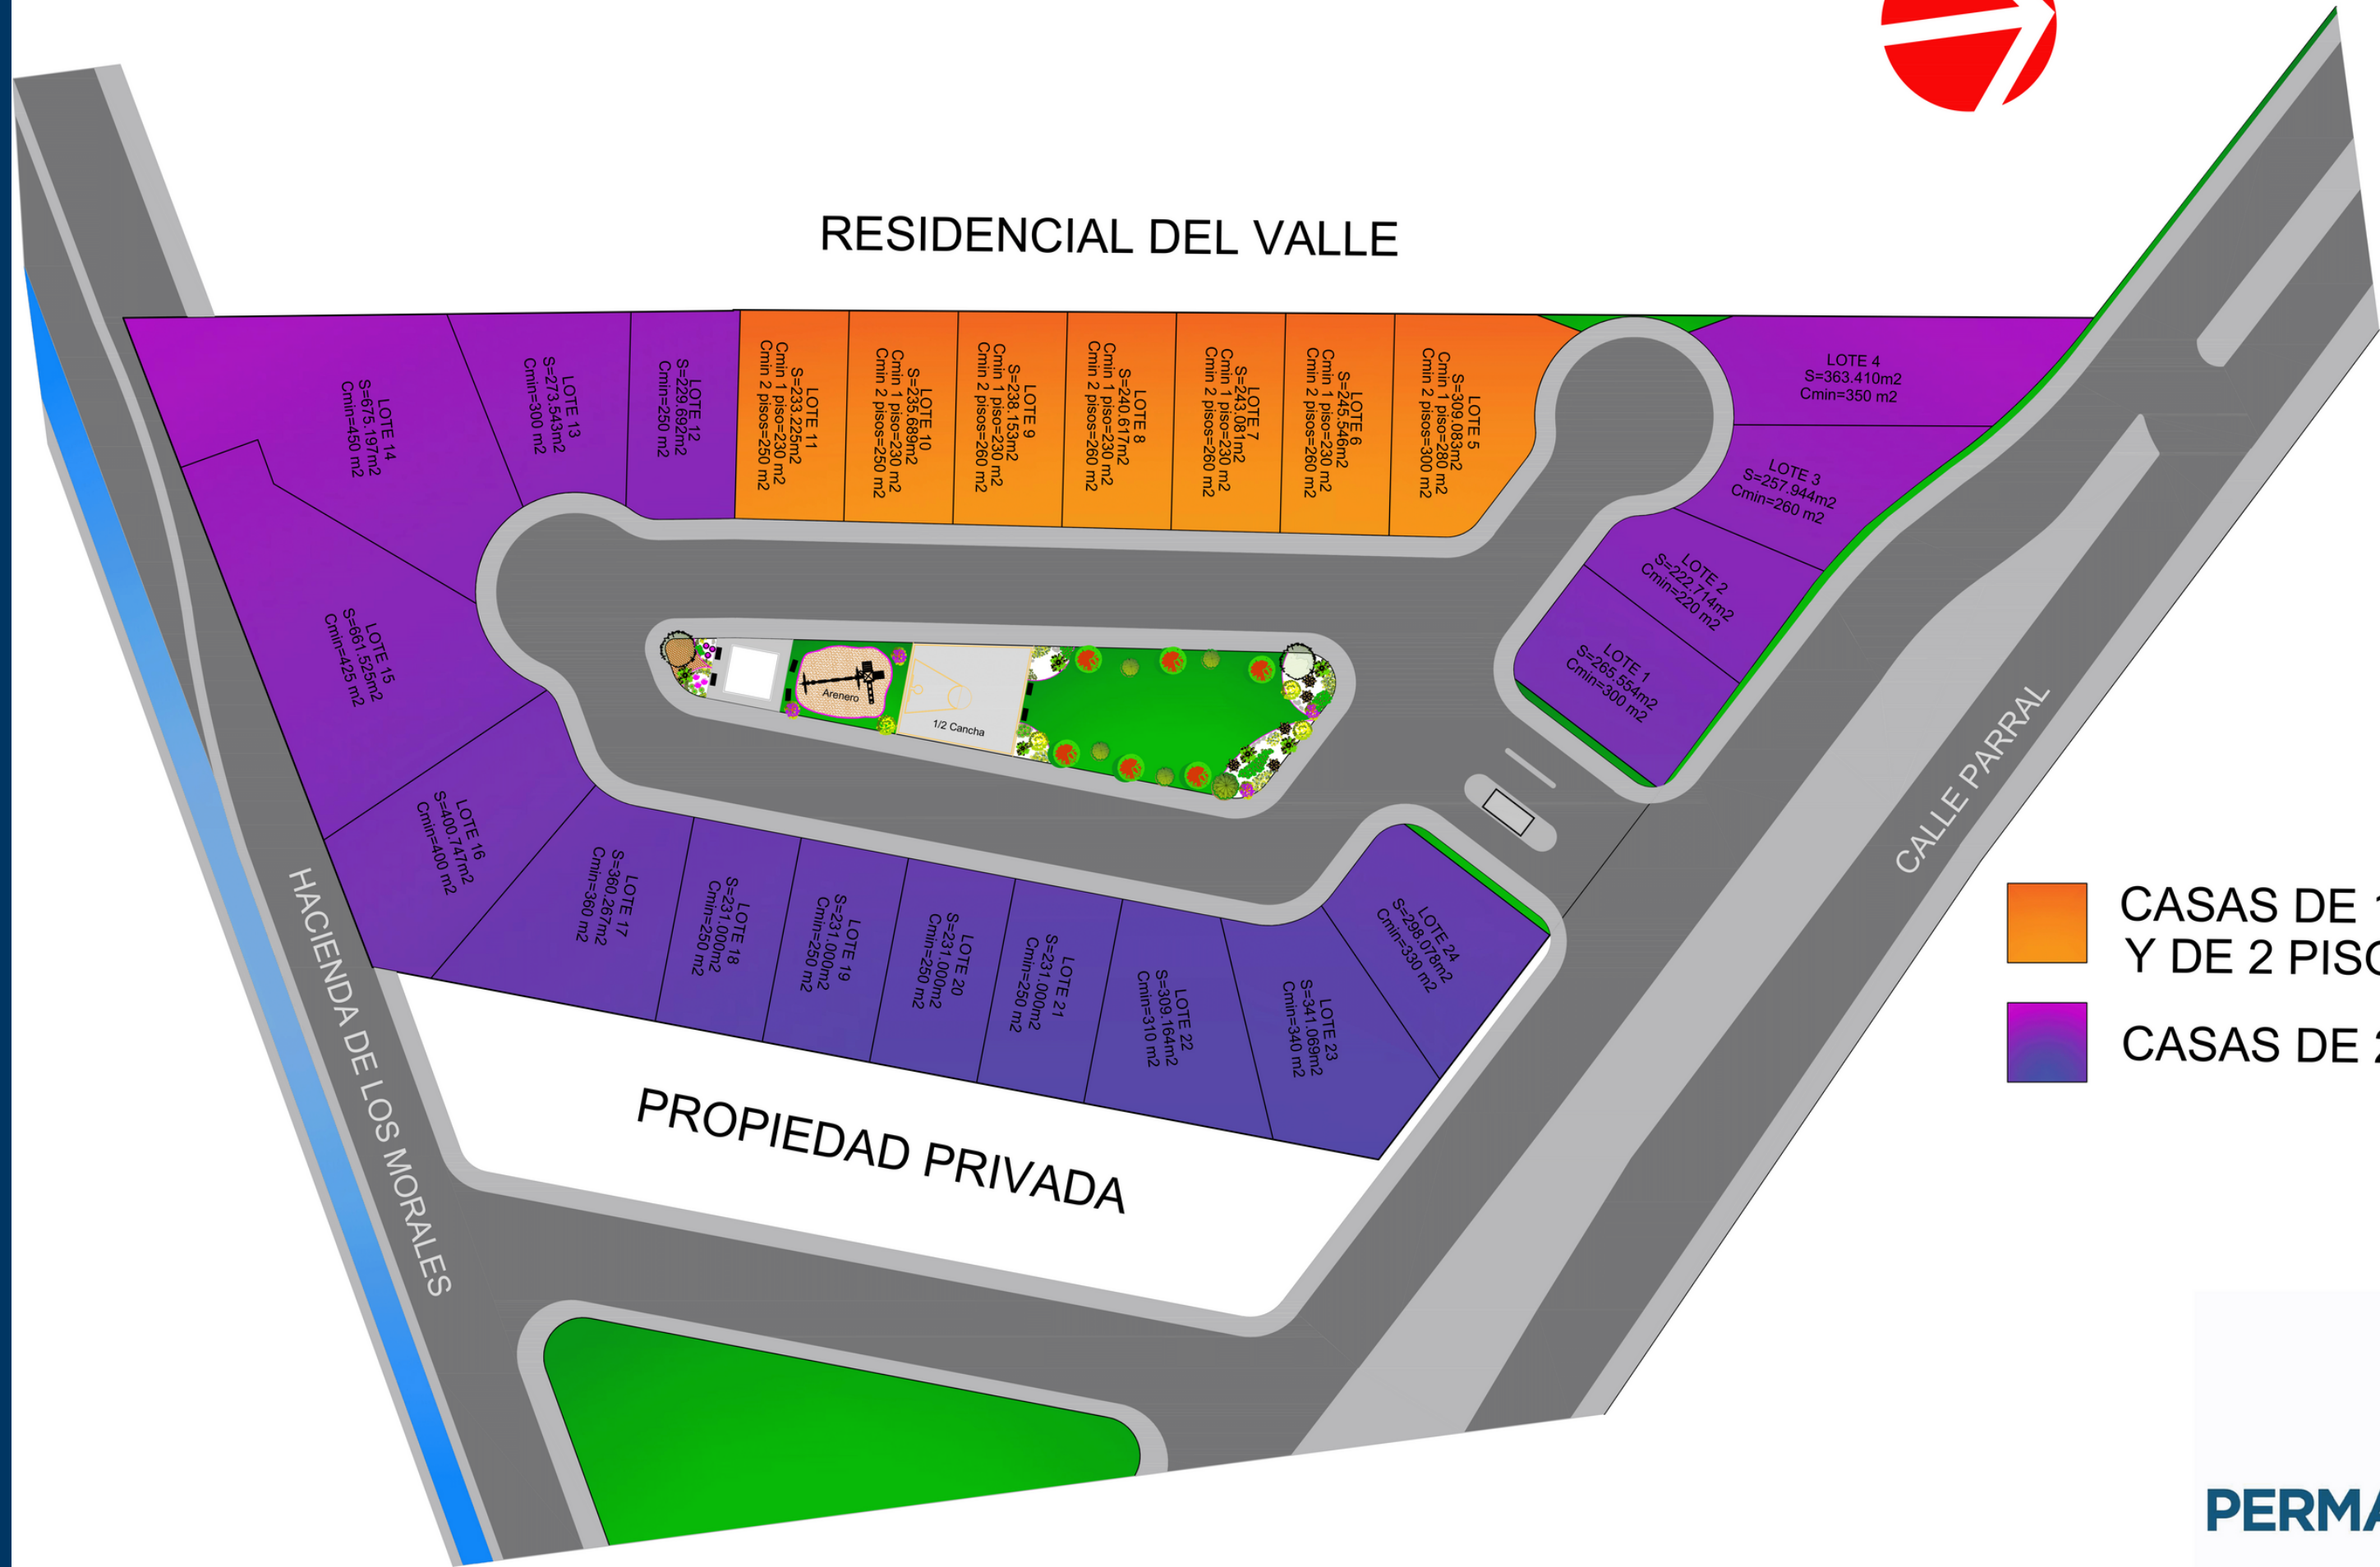 RESIDENCIAL DEL VALLE
LOTE 14
S=675.197m2
Cmin=450 m2
LOTE 13
S=273.543m2
Cmin=300 m2
LOTE 12
S=229.692m2
Cmin=250 m2
LOTE 11
S=233.225m2
Cmin 1 piso=230 m2
Cmin 2 pisos=250 m2
LOTE 10
S=235.689m2
Cmin 1 piso=230 m2
Cmin 2 pisos=250 m2
LOTE 9
S=238.153m2
Cmin 1 piso=230 m2
Cmin 2 pisos=260 m2
LOTE 8
S=240.617m2
Cmin 1 piso=230 m2
Cmin 2 pisos=260 m2
LOTE 7
S=243.081m2
Cmin 1 piso=230 m2
Cmin 2 pisos=260 m2
LOTE 6
S=245.546m2
Cmin 1 piso=230 m2
Cmin 2 pisos=260 m2
LOTE 5
S=309.083m2
Cmin 1 piso=280 m2
Cmin 2 pisos=300 m2
LOTE 4
S=363.410m2
Cmin=350 m2
LOTE 3
S=257.944m2
Cmin=260 m2
LOTE 2
S=222.714m2
Cmin=220 m2
LOTE 1
S=265.554m2
Cmin=300 m2
LOTE 15
S=661.525m2
Cmin=425 m2
Arenero
1/2 Cancha
LOTE 16
S=400.747m2
Cmin=400 m2
LOTE 17
S=360.267m2
Cmin=360 m2
LOTE 18
S=231.000m2
Cmin=250 m2
LOTE 19
S=231.000m2
Cmin=250 m2
LOTE 20
S=231.000m2
Cmin=250 m2
LOTE 21
S=231.000m2
Cmin=250 m2
LOTE 22
S=309.164m2
Cmin=310 m2
LOTE 23
S=341.069m2
Cmin=340 m2
LOTE 24
S=298.078m2
Cmin=330 m2
CALLE PARRAL
HACIENDA DE LOS MORALES
PROPIEDAD PRIVADA
CASAS DE 1
Y DE 2 PISO
CASAS DE 2
PERMA